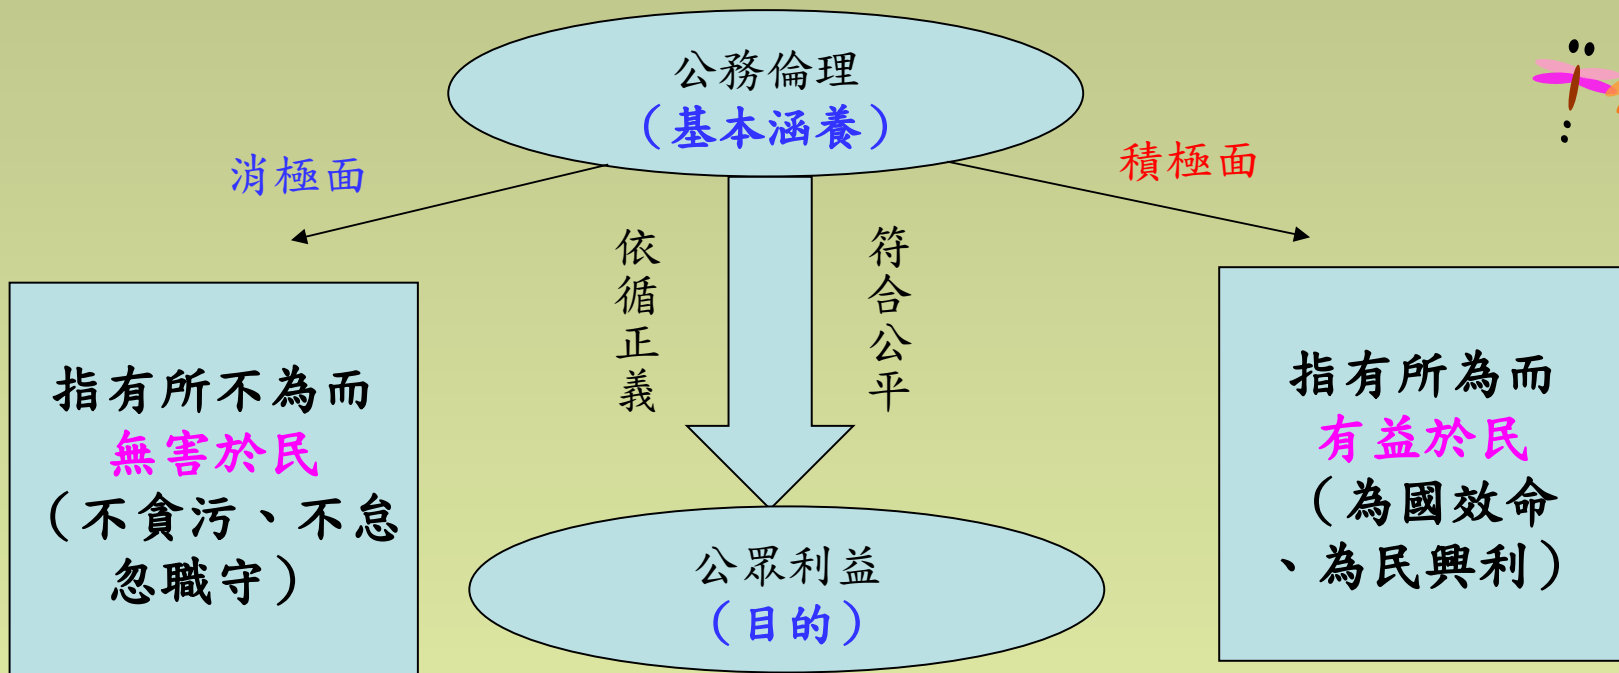 公務倫理
（基本涵養）
消極面
積極面
依循正義
符合公平
指有所不為而
無害於民
（不貪污、不怠
忽職守）
指有所為而
有益於民
（為國效命
、為民興利）
公眾利益
（目的）